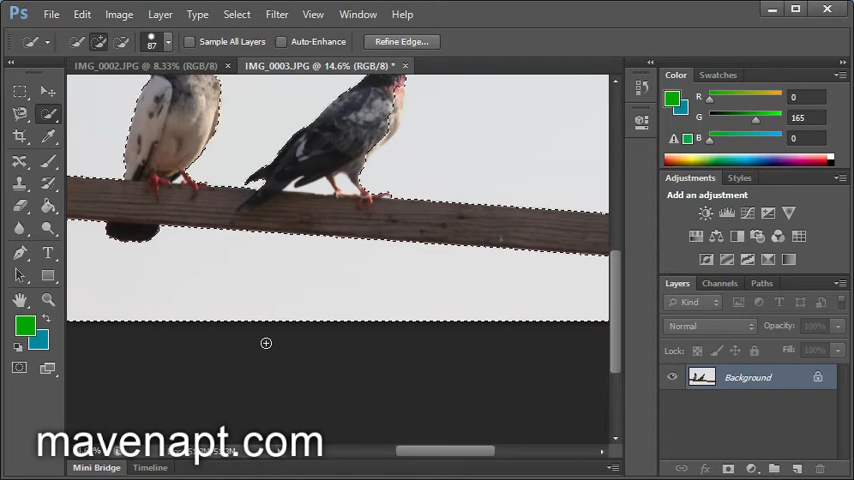 Ps File Edit Image Layer Type Select Filter View Window Help
87 Sample All Layers Auto-Enhance Refine Edge...
IMG_0002.JPG @ 8.33% (RGB/8) × IMG_0003.JPG @ 14.6% (RGB/8) * ×
Color Swatches
R 0
G 165
B 0
Adjustments Styles
Add an adjustment
Layers Channels Paths
Kind
Normal Opacity: 100%
Lock: Fill: 100%
Background
mavenapt.com
Mini Bridge Timeline